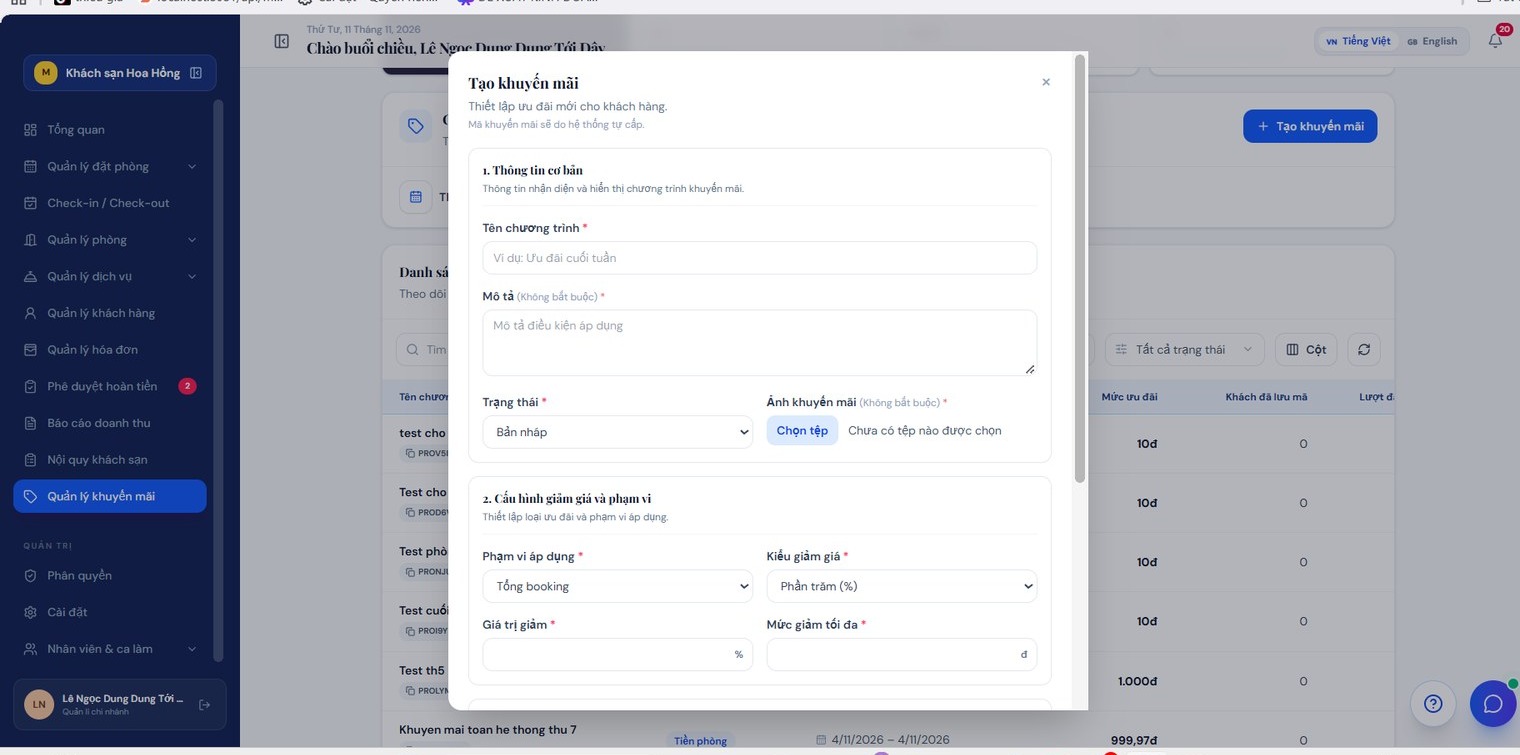 Thứ Tư, 11 Tháng 11, 2026
Chào buổi chiều, Lê Ngọc Dung Dung Tới Đây
VN Tiếng Việt
GB English
20
M Khách sạn Hoa Hồng
Tổng quan
Quản lý đặt phòng
Check-in / Check-out
Quản lý phòng
Quản lý dịch vụ
Quản lý khách hàng
Quản lý hóa đơn
Phê duyệt hoàn tiền 2
Báo cáo doanh thu
Nội quy khách sạn
Quản lý khuyến mãi
QUẢN TRỊ
Phân quyền
Cài đặt
Nhân viên & ca làm
LN
Lê Ngọc Dung Dung Tới ...
Quản lí chi nhánh
Tạo khuyến mãi
Thiết lập ưu đãi mới cho khách hàng.
Mã khuyến mãi sẽ do hệ thống tự cấp.
1. Thông tin cơ bản
Thông tin nhận diện và hiển thị chương trình khuyến mãi.
Tên chương trình *
Ví dụ: Ưu đãi cuối tuần
Mô tả (Không bắt buộc) *
Mô tả điều kiện áp dụng
Trạng thái *
Bản nháp
Ảnh khuyến mãi (Không bắt buộc) *
Chọn tệp Chưa có tệp nào được chọn
2. Cấu hình giảm giá và phạm vi
Thiết lập loại ưu đãi và phạm vi áp dụng.
Phạm vi áp dụng *
Tổng booking
Kiểu giảm giá *
Phần trăm (%)
Giá trị giảm *
%
Mức giảm tối đa *
đ
+ Tạo khuyến mãi
Danh sá
Theo dõi
Tìm
Tất cả trạng thái
Cột
Tên chươn
Mức ưu đãi
Khách đã lưu mã
Lượt đ
test cho
PROV5
10đ
0
Test cho
PROD6
10đ
0
Test phò
PRONJ
10đ
0
Test cuối
PROI9Y
10đ
0
Test th5
PROLY
1.000đ
0
Khuyen mai toan he thong thu 7
Tiền phòng
4/11/2026 – 4/11/2026
999,97đ
0